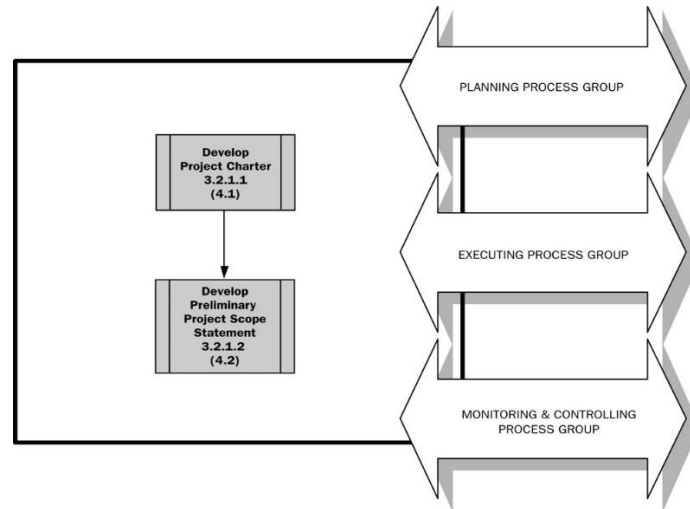 PLANNING PROCESS GROUP
Develop
Project Charter
3.2.1.1
(4.1)
EXECUTING PROCESS GROUP
Develop
Preliminary
Project Scope
Statement
3.2.1.2
(4.2)
MONITORING & CONTROLLING
PROCESS GROUP